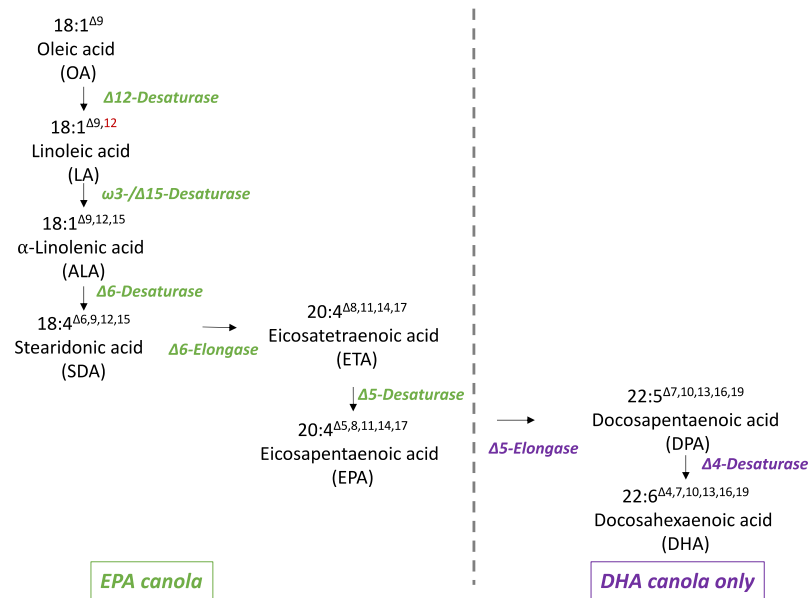 18:1Δ9
Oleic acid
(OA)
Δ12-Desaturase
18:1Δ9,12
Linoleic acid
(LA)
ω3-/Δ15-Desaturase
18:1Δ9,12,15
α-Linolenic acid
(ALA)
Δ6-Desaturase
18:4Δ6,9,12,15
Stearidonic acid
(SDA)
Δ6-Elongase
20:4Δ8,11,14,17
Eicosatetraenoic acid
(ETA)
Δ5-Desaturase
20:4Δ5,8,11,14,17
Eicosapentaenoic acid
(EPA)
Δ5-Elongase
22:5Δ7,10,13,16,19
Docosapentaenoic acid
(DPA)
Δ4-Desaturase
22:6Δ4,7,10,13,16,19
Docosahexaenoic acid
(DHA)
EPA canola
DHA canola only